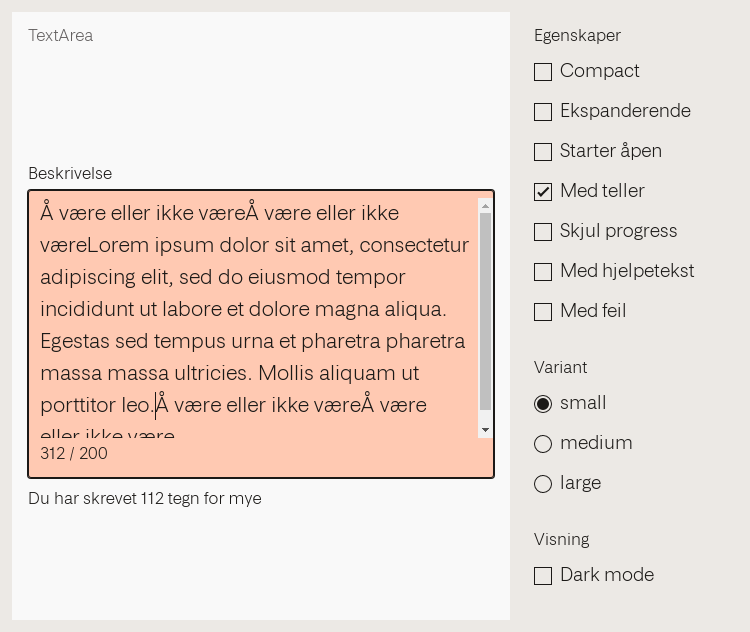 TextArea
Beskrivelse
Å være eller ikke væreÅ være eller ikke
væreLorem ipsum dolor sit amet, consectetur
adipiscing elit, sed do eiusmod tempor
incididunt ut labore et dolore magna aliqua.
Egestas sed tempus urna et pharetra pharetra
massa massa ultricies. Mollis aliquam ut
porttitor leo.Å være eller ikke væreÅ være
eller ikke være
312 / 200
Du har skrevet 112 tegn for mye
Egenskaper
Compact
Ekspanderende
Starter åpen
Med teller
Skjul progress
Med hjelpetekst
Med feil
Variant
small
medium
large
Visning
Dark mode